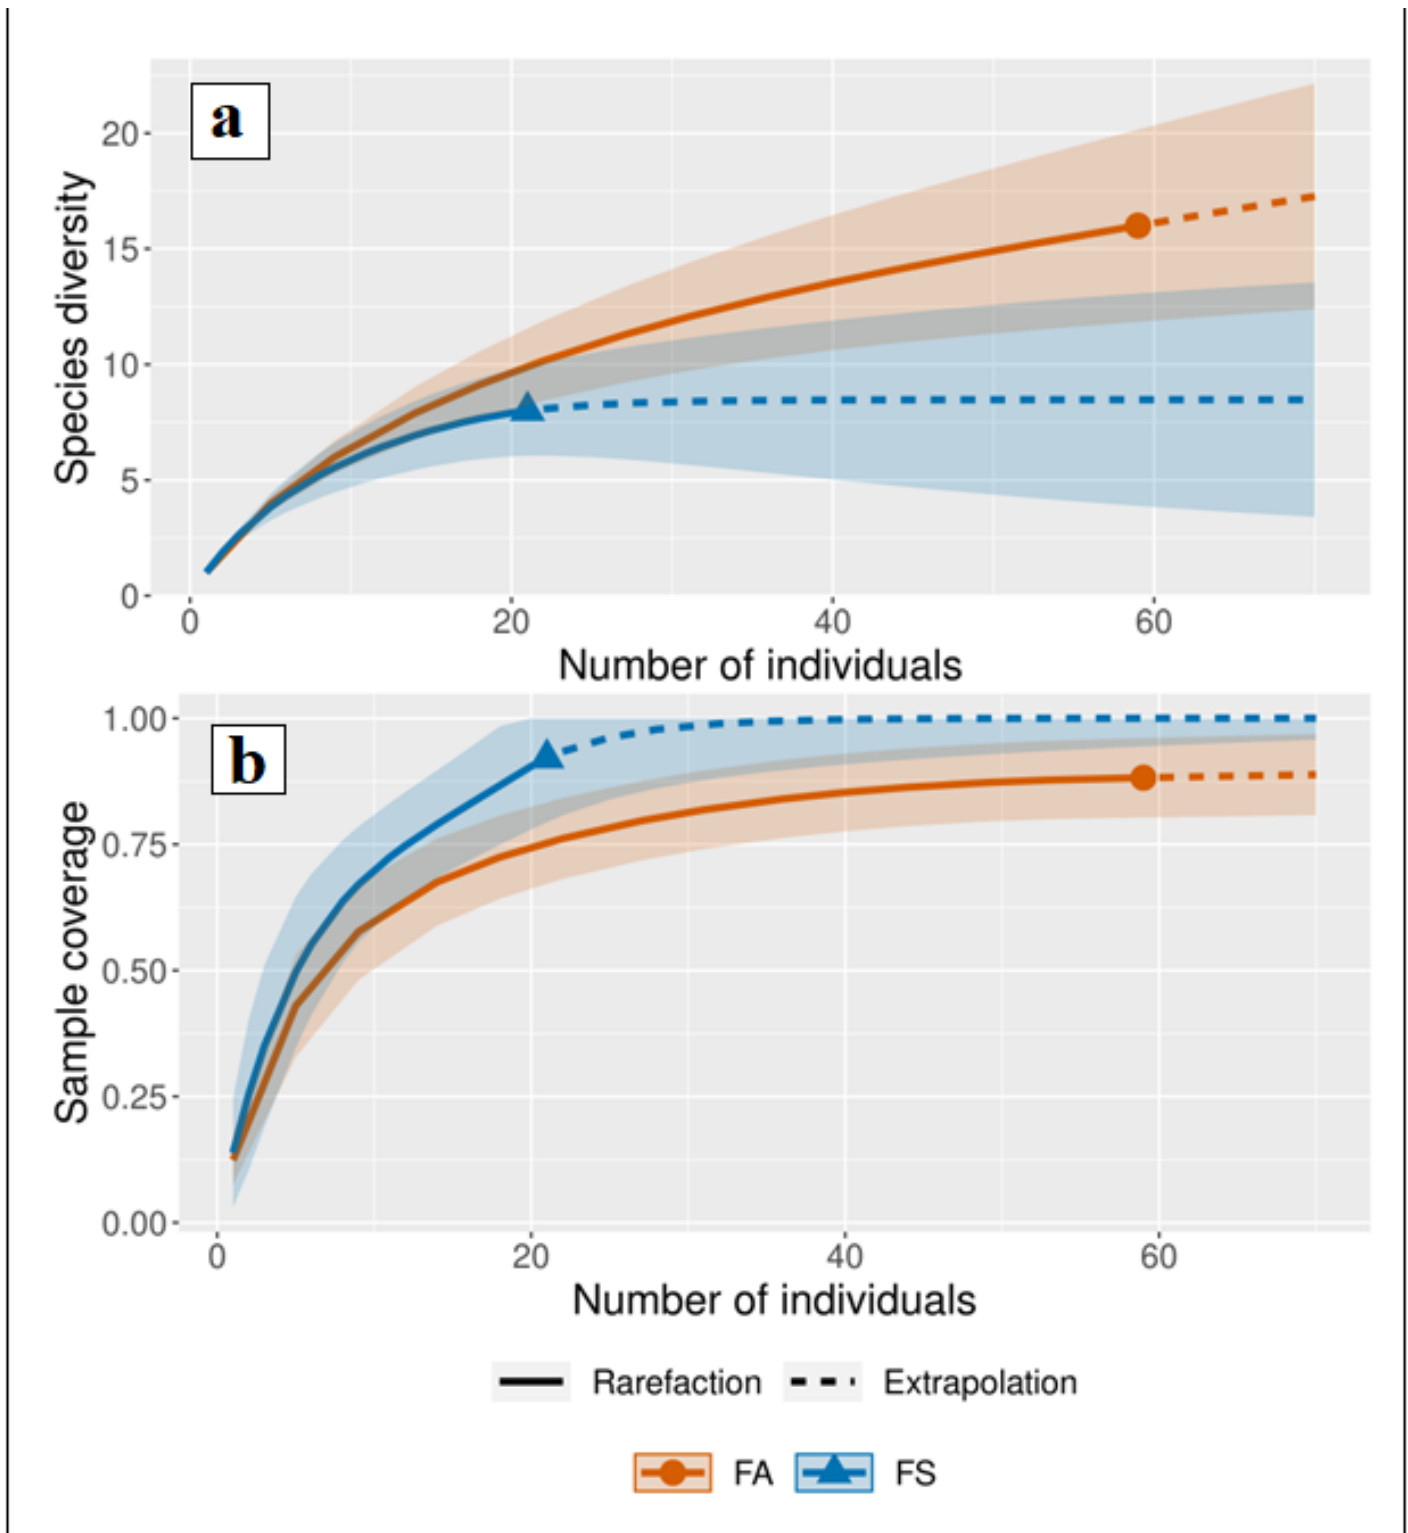 a
20
15
10
5
0
Species diversity
0 20 40 60
Number of individuals
b
1.00
0.75
0.50
0.25
0.00
Sample coverage
0 20 40 60
Number of individuals
Rarefaction Extrapolation
FA FS